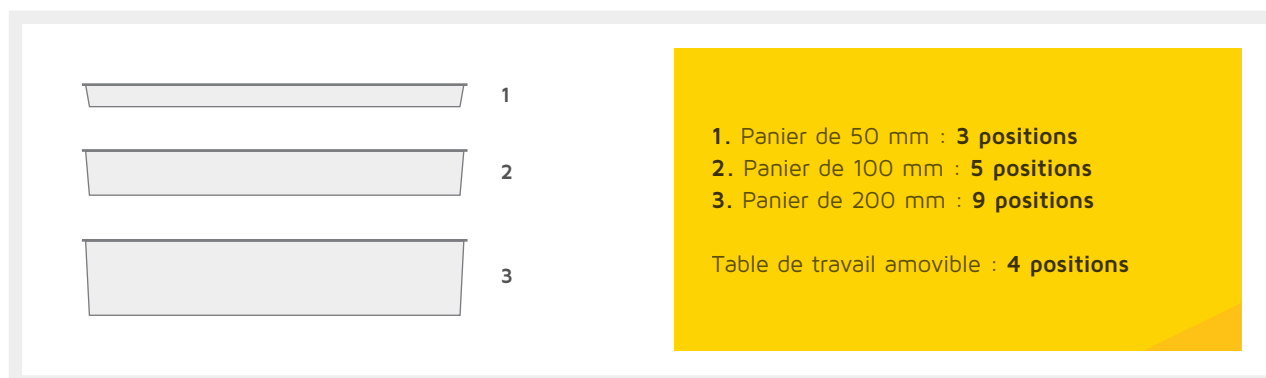 1
2
3
1. Panier de 50 mm : 3 positions
2. Panier de 100 mm : 5 positions
3. Panier de 200 mm : 9 positions
Table de travail amovible : 4 positions